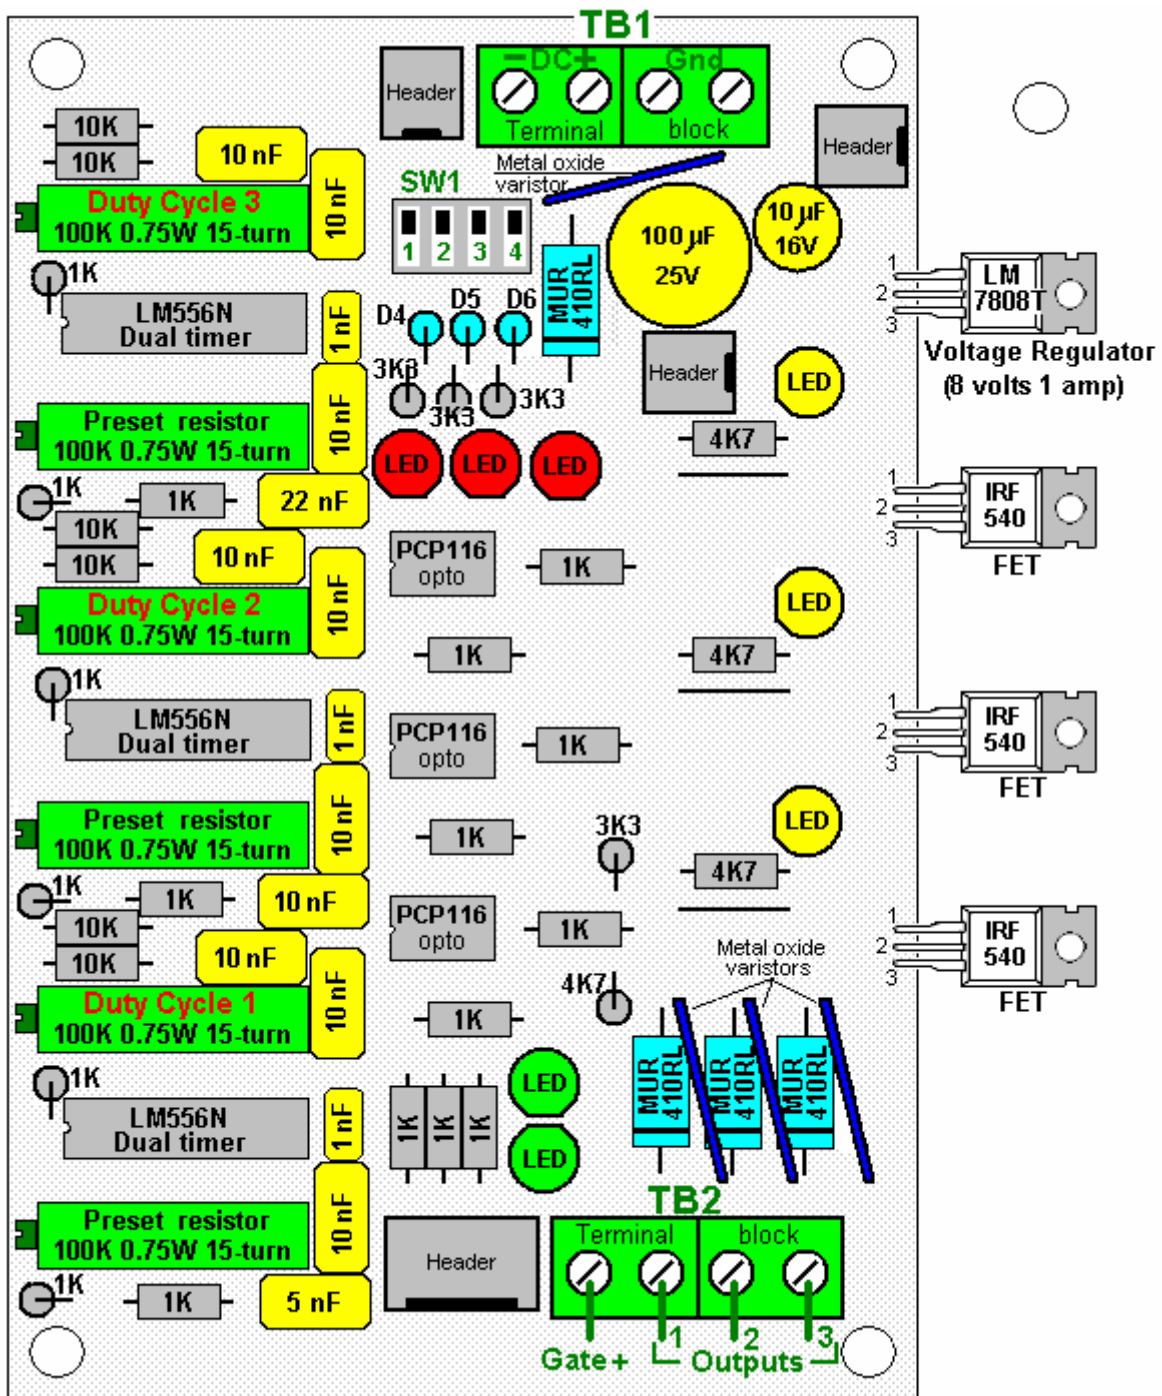 TB1
− DC +
Gnd
Terminal
block
Header
Header
10K
10K
10 nF
10 nF
Metal oxide
varistor
SW1
1 2 3 4
Duty Cycle 3
100K 0.75W 15-turn
100 µF
25V
10 µF
16V
1K
LM556N
Dual timer
1 nF
D4
D5
D6
MUR
410RL
1
2
3
LM
7808T
Voltage Regulator
(8 volts 1 amp)
3K3
3K3
3K3
Header
LED
Preset resistor
100K 0.75W 15-turn
10 nF
LED
LED
LED
4K7
1K
1K
22 nF
1
2
3
IRF
540
FET
10K
10K
10 nF
10 nF
PCP116
opto
1K
LED
Duty Cycle 2
100K 0.75W 15-turn
1K
4K7
1K
LM556N
Dual timer
1 nF
PCP116
opto
1K
1
2
3
IRF
540
FET
Preset resistor
100K 0.75W 15-turn
10 nF
1K
3K3
LED
4K7
1K
1K
10 nF
10K
10K
10 nF
10 nF
PCP116
opto
1K
1
2
3
IRF
540
FET
Metal oxide
varistors
4K7
Duty Cycle 1
100K 0.75W 15-turn
1K
1K
LM556N
Dual timer
1 nF
1K
1K
1K
LED
LED
MUR
410RL
MUR
410RL
MUR
410RL
Preset resistor
100K 0.75W 15-turn
10 nF
TB2
Header
Terminal
block
1K
1K
5 nF
1
2
3
Gate +
Outputs